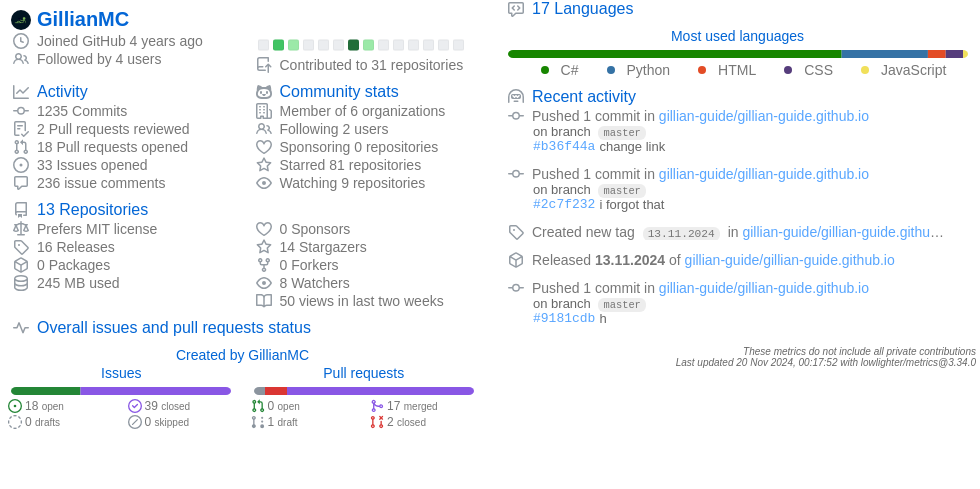 GillianMC
Joined GitHub 4 years ago
Followed by 4 users
Contributed to 31 repositories
Activity
1235 Commits
2 Pull requests reviewed
18 Pull requests opened
33 Issues opened
236 issue comments
Community stats
Member of 6 organizations
Following 2 users
Sponsoring 0 repositories
Starred 81 repositories
Watching 9 repositories
13 Repositories
Prefers MIT license
16 Releases
0 Packages
245 MB used
0 Sponsors
14 Stargazers
0 Forkers
8 Watchers
50 views in last two weeks
Overall issues and pull requests status
Created by GillianMC
Issues
18 open
39 closed
0 drafts
0 skipped
Pull requests
0 open
17 merged
1 draft
2 closed
17 Languages
Most used languages
C# Python HTML CSS JavaScript
Recent activity
Pushed 1 commit in gillian-guide/gillian-guide.github.io
on branch master
#b36f44a change link
Pushed 1 commit in gillian-guide/gillian-guide.github.io
on branch master
#2c7f232 i forgot that
Created new tag 13.11.2024 in gillian-guide/gillian-guide.githu…
Released 13.11.2024 of gillian-guide/gillian-guide.github.io
Pushed 1 commit in gillian-guide/gillian-guide.github.io
on branch master
#9181cdb h
These metrics do not include all private contributions
Last updated 20 Nov 2024, 00:17:52 with lowlighter/metrics@3.34.0